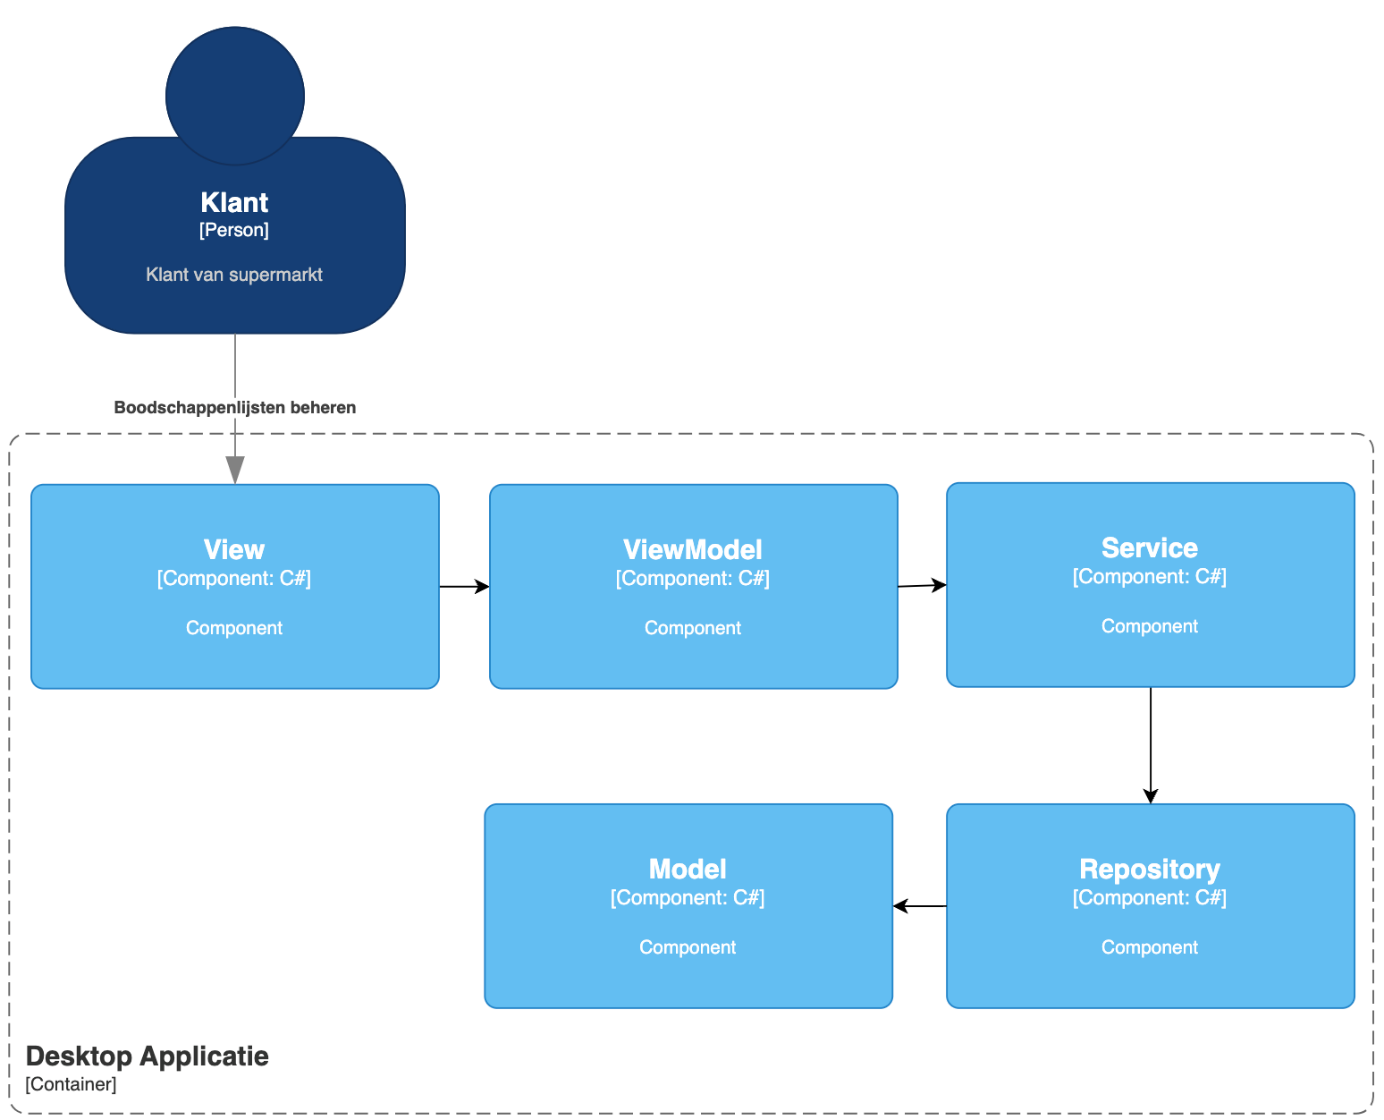 Klant
[Person]
Klant van supermarkt
Boodschappenlijsten beheren
View
[Component: C#]
Component
ViewModel
[Component: C#]
Component
Service
[Component: C#]
Component
Model
[Component: C#]
Component
Repository
[Component: C#]
Component
Desktop Applicatie
[Container]